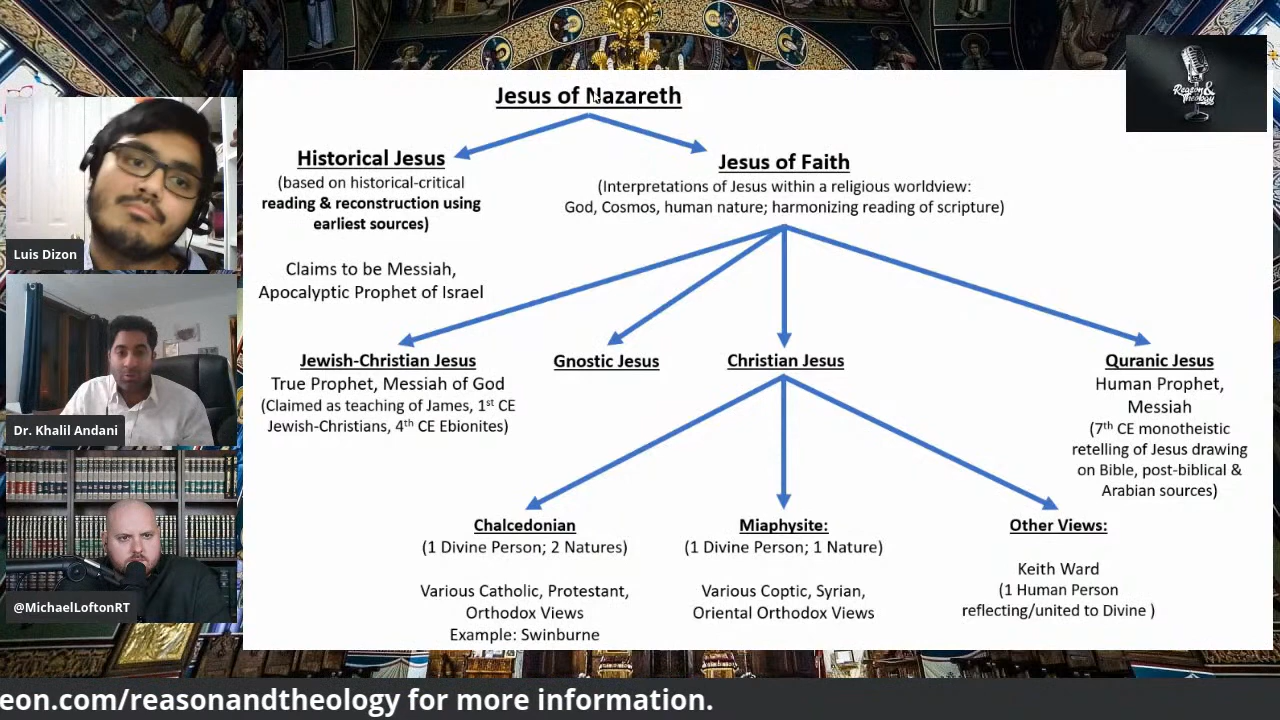 Jesus of Nazareth
Reason &
Theology
Historical Jesus
(based on historical-critical
reading & reconstruction using
earliest sources)
Claims to be Messiah,
Apocalyptic Prophet of Israel
Jesus of Faith
(Interpretations of Jesus within a religious worldview:
God, Cosmos, human nature; harmonizing reading of scripture)
Jewish-Christian Jesus
True Prophet, Messiah of God
(Claimed as teaching of James, 1st CE
Jewish-Christians, 4th CE Ebionites)
Gnostic Jesus
Christian Jesus
Quranic Jesus
Human Prophet,
Messiah
(7th CE monotheistic
retelling of Jesus drawing
on Bible, post-biblical &
Arabian sources)
Chalcedonian
(1 Divine Person; 2 Natures)
Various Catholic, Protestant,
Orthodox Views
Example: Swinburne
Miaphysite:
(1 Divine Person; 1 Nature)
Various Coptic, Syrian,
Oriental Orthodox Views
Other Views:
Keith Ward
(1 Human Person
reflecting/united to Divine )
Luis Dizon
Dr. Khalil Andani
@MichaelLoftonRT
eon.com/reasonandtheology for more information.